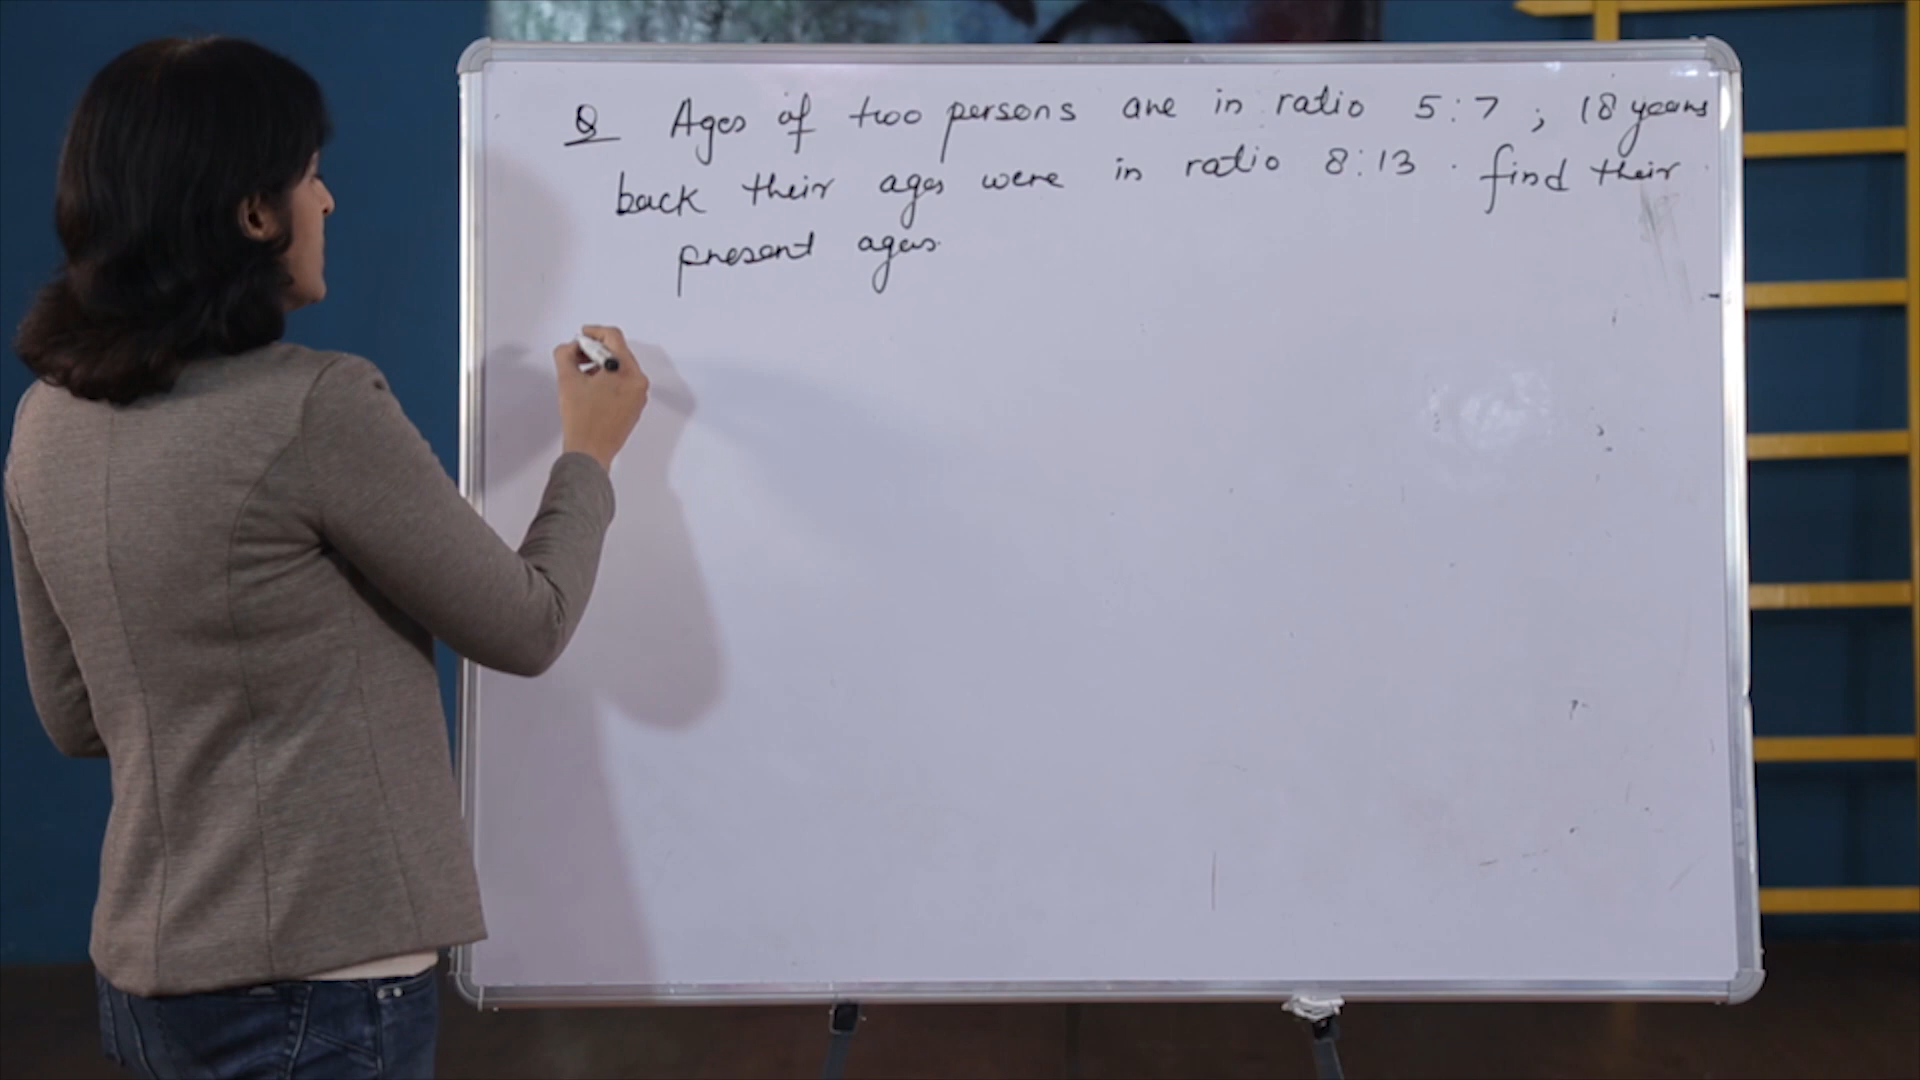 Q Ages of two persons are in ratio 5:7 ; 18 years
back their ages were in ratio 8:13 . find their
present ages.